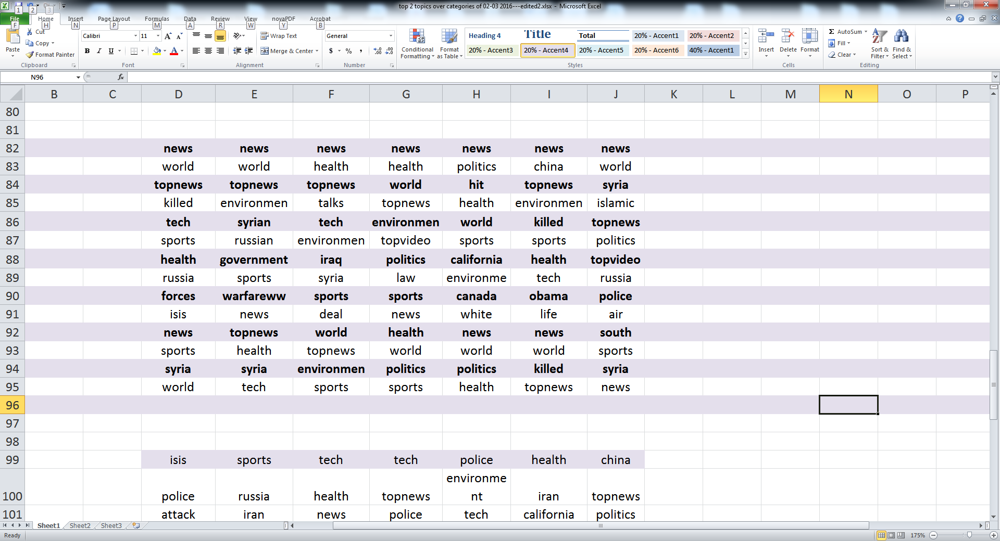 top 2 topics over categories of 02-03 2016---edited2.xlsx - Microsoft Excel
1 2 3
File Home Insert Page Layout Formulas Data Review View novaPDF Acrobat
F H N P M A R W Y B
Paste Cut Copy Format Painter
Calibri 11 General
Wrap Text
Merge & Center
B I U A
$ % ,
Conditional Formatting Format as Table
Heading 4 Title Total 20% - Accent1 20% - Accent2
20% - Accent3 20% - Accent4 20% - Accent5 20% - Accent6 40% - Accent1
Insert Delete Format
Σ AutoSum Fill Clear Sort & Filter Find & Select
Clipboard Font Alignment Number Styles Cells Editing
N96 fx
B C D E F G H I J K L M N O P
80
81
82 news news news news news news news
83 world world health health politics china world
84 topnews topnews topnews world hit topnews syria
85 killed environmen talks topnews health environmen islamic
86 tech syrian tech environmen world killed topnews
87 sports russian environmen topvideo sports sports politics
88 health government iraq politics california health topvideo
89 russia sports syria law environme tech russia
90 forces warfareww sports sports canada obama police
91 isis news deal news white life air
92 news topnews world health news news south
93 sports health topnews world world world sports
94 syria syria environmen politics politics killed syria
95 world tech sports sports health topnews news
96
97
98
99 isis sports tech tech police health china
environme
100 police russia health topnews nt iran topnews
101 attack iran news police tech california politics
Sheet1 Sheet2 Sheet3
Ready 175%